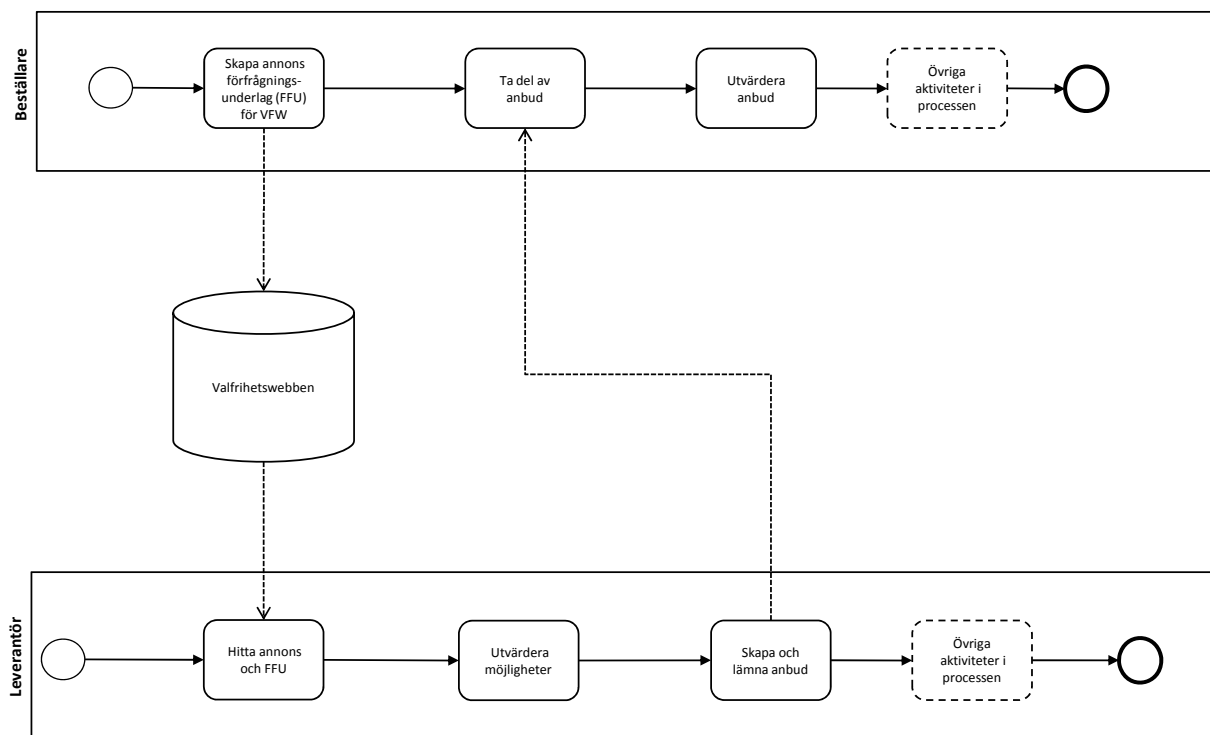 Beställare
Skapa annons
förfrågnings-
underlag (FFU)
för VFW
Ta del av
anbud
Utvärdera
anbud
Övriga
aktiviteter i
processen
Valfrihetswebben
Leverantör
Hitta annons
och FFU
Utvärdera
möjligheter
Skapa och
lämna anbud
Övriga
aktiviteter i
processen